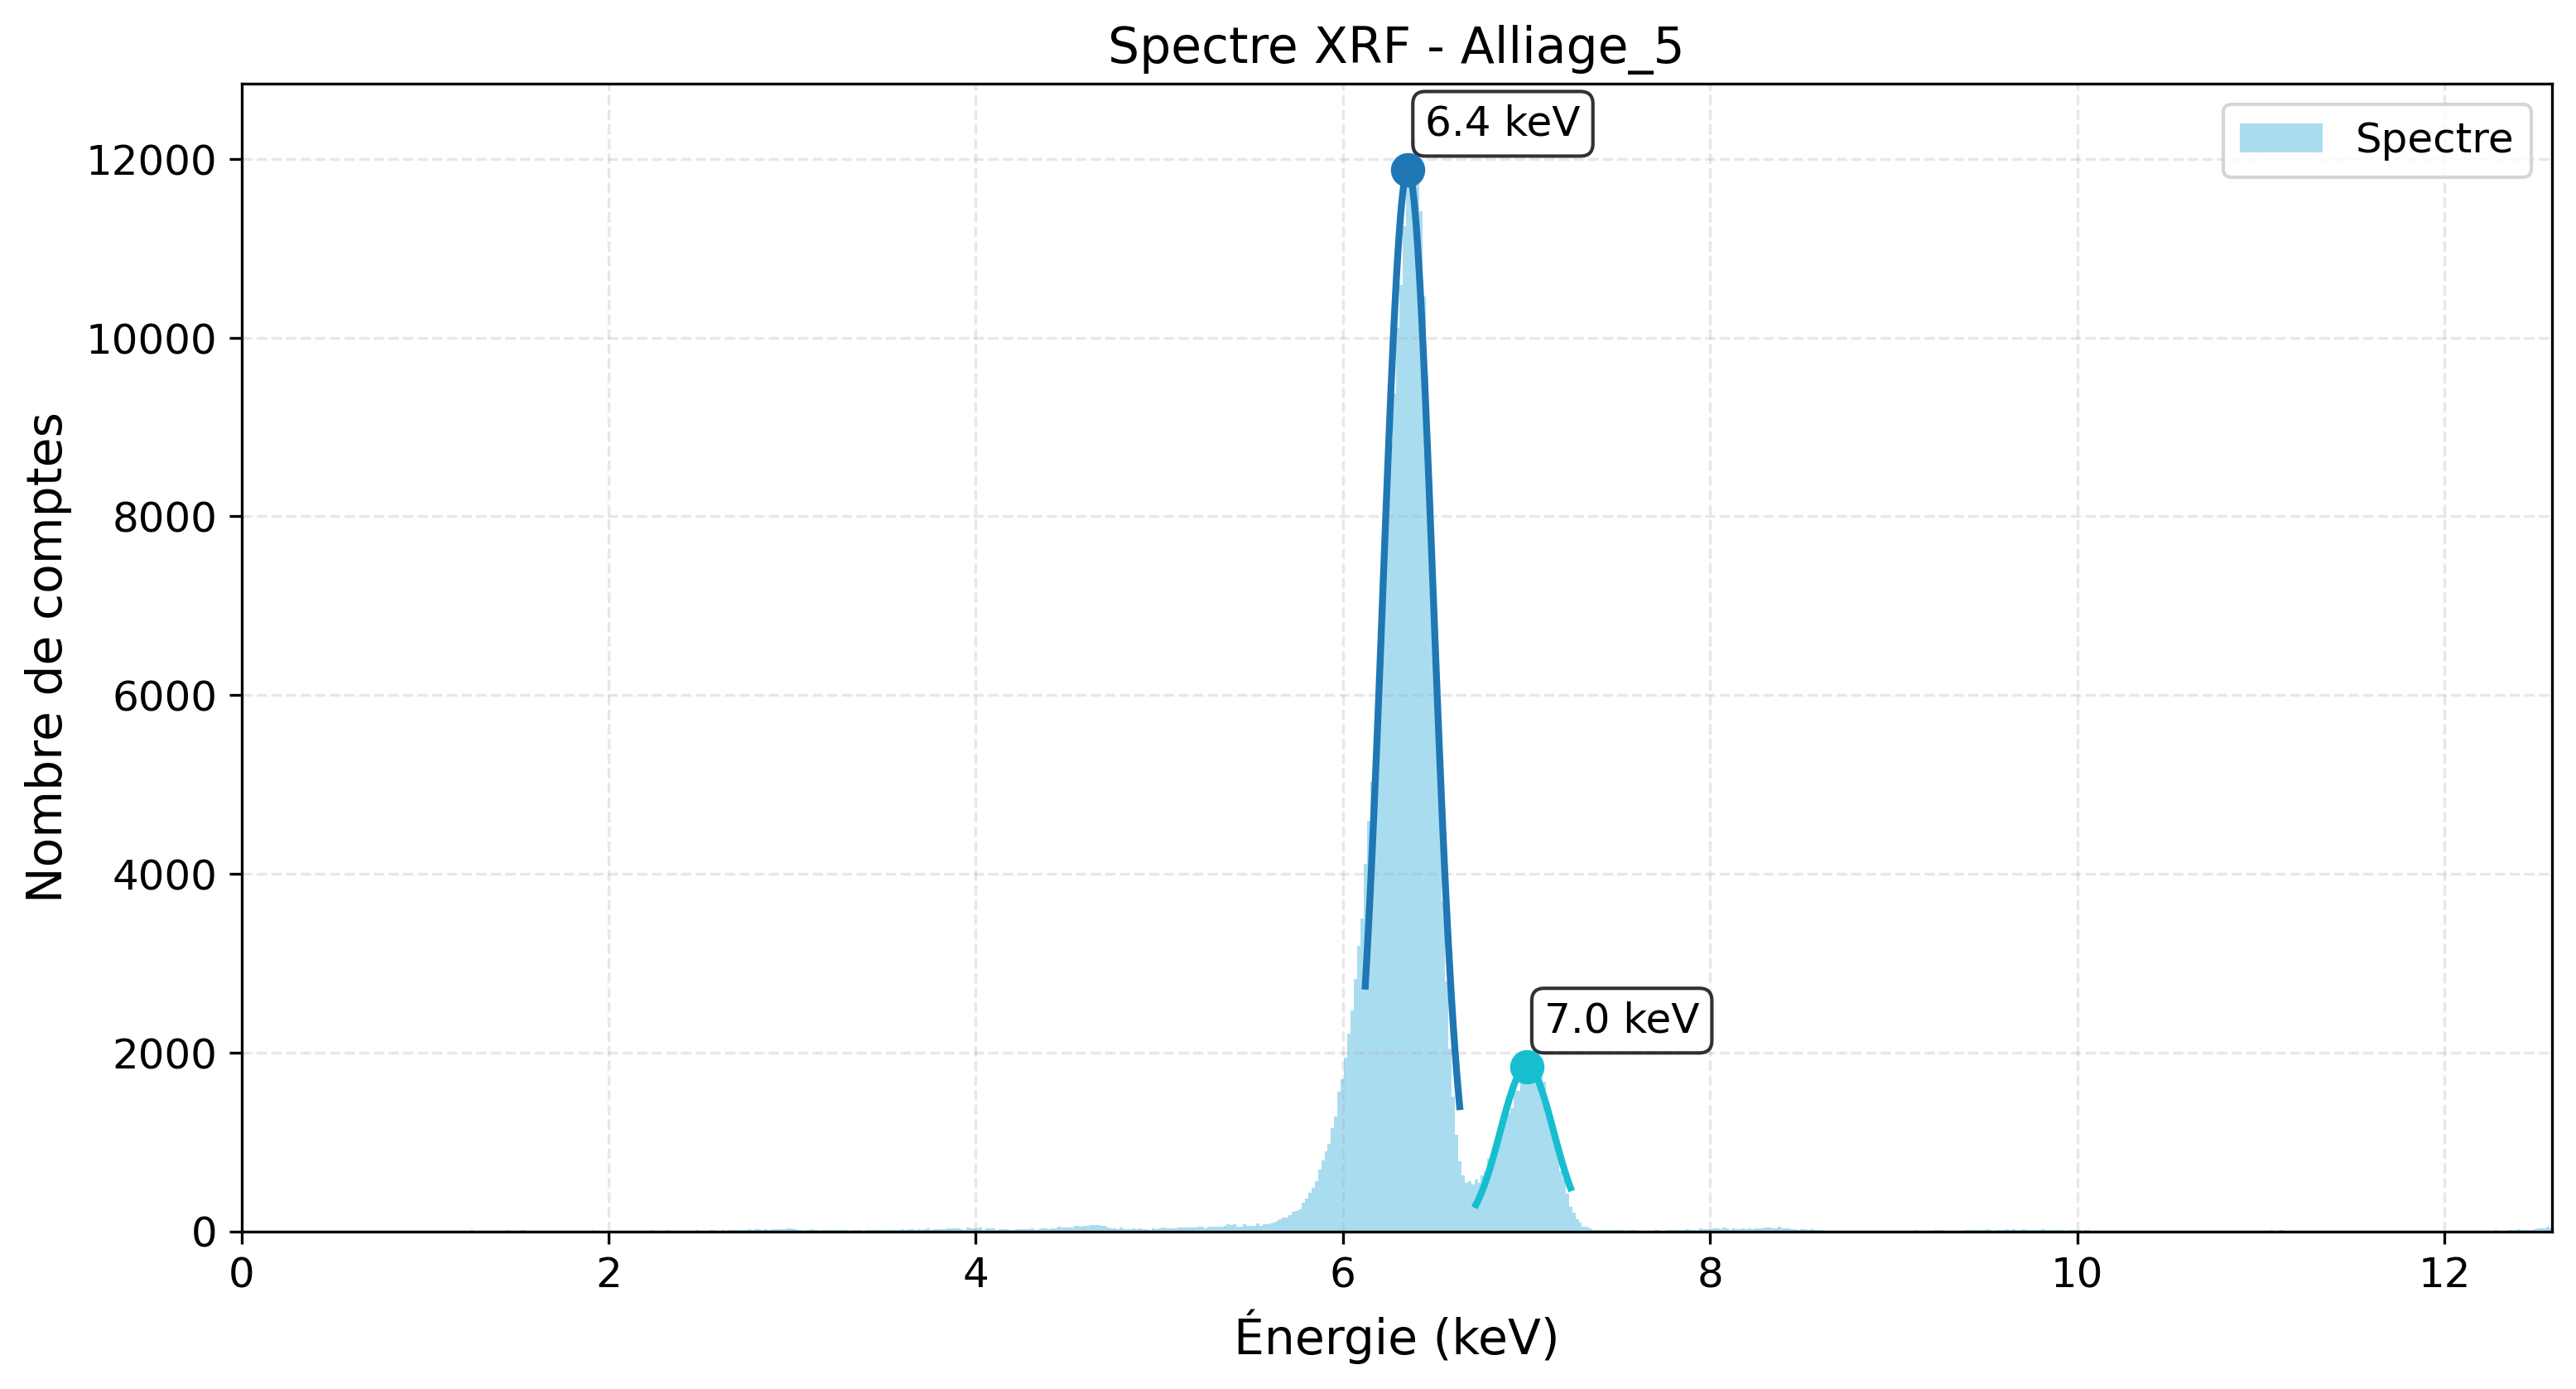 Spectre XRF - Alliage_5
6.4 keV
Spectre
12000
10000
8000
6000
4000
2000
0
7.0 keV
Nombre de comptes
0 2 4 6 8 10 12
Énergie (keV)